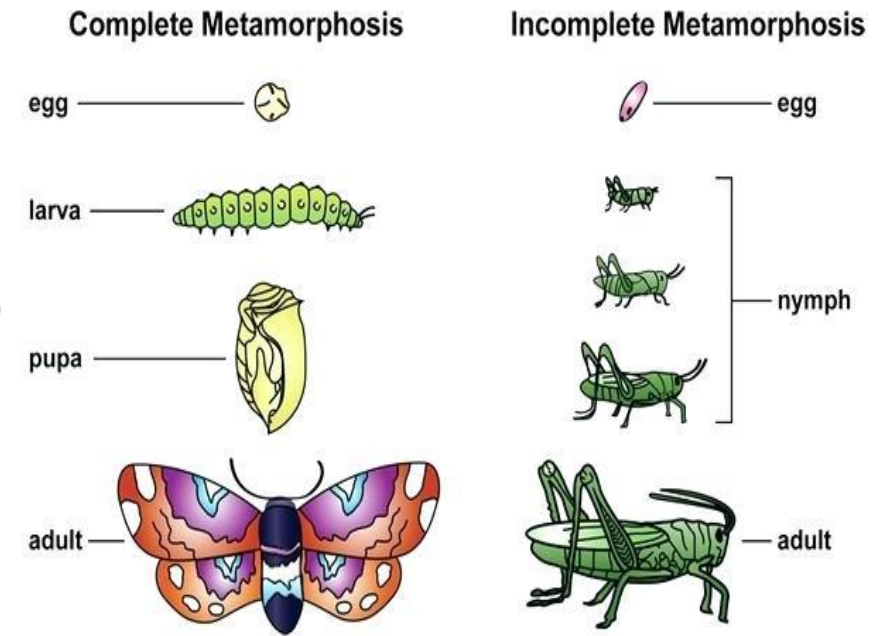 Complete Metamorphosis
egg
larva
pupa
adult
Incomplete Metamorphosis
egg
nymph
adult